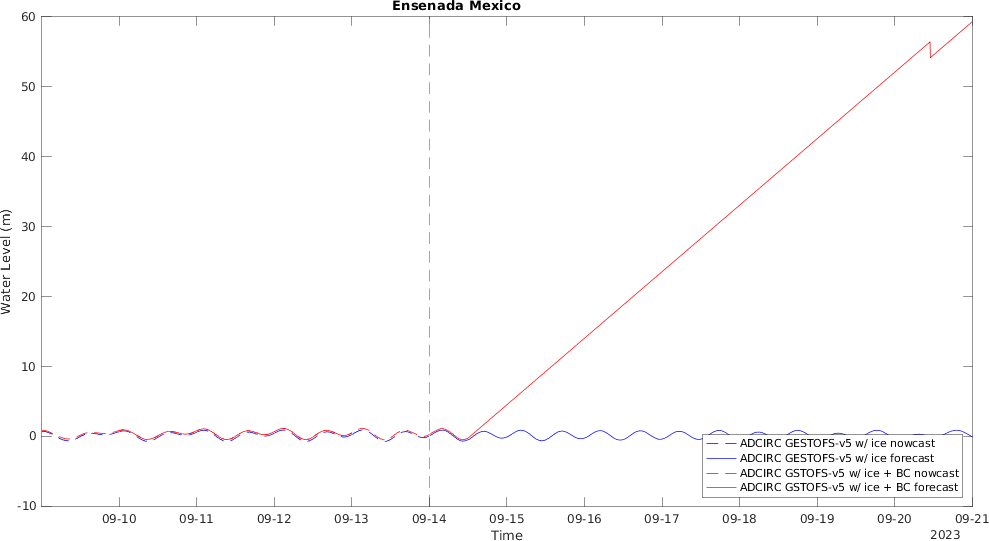 Ensenada Mexico
60
50
40
30
20
10
0
-10
Water Level (m)
ADCIRC GESTOFS-v5 w/ ice nowcast
ADCIRC GESTOFS-v5 w/ ice forecast
ADCIRC GSTOFS-v5 w/ ice + BC nowcast
ADCIRC GSTOFS-v5 w/ ice + BC forecast
09-10 09-11 09-12 09-13 09-14 09-15 09-16 09-17 09-18 09-19 09-20 09-21
Time
2023